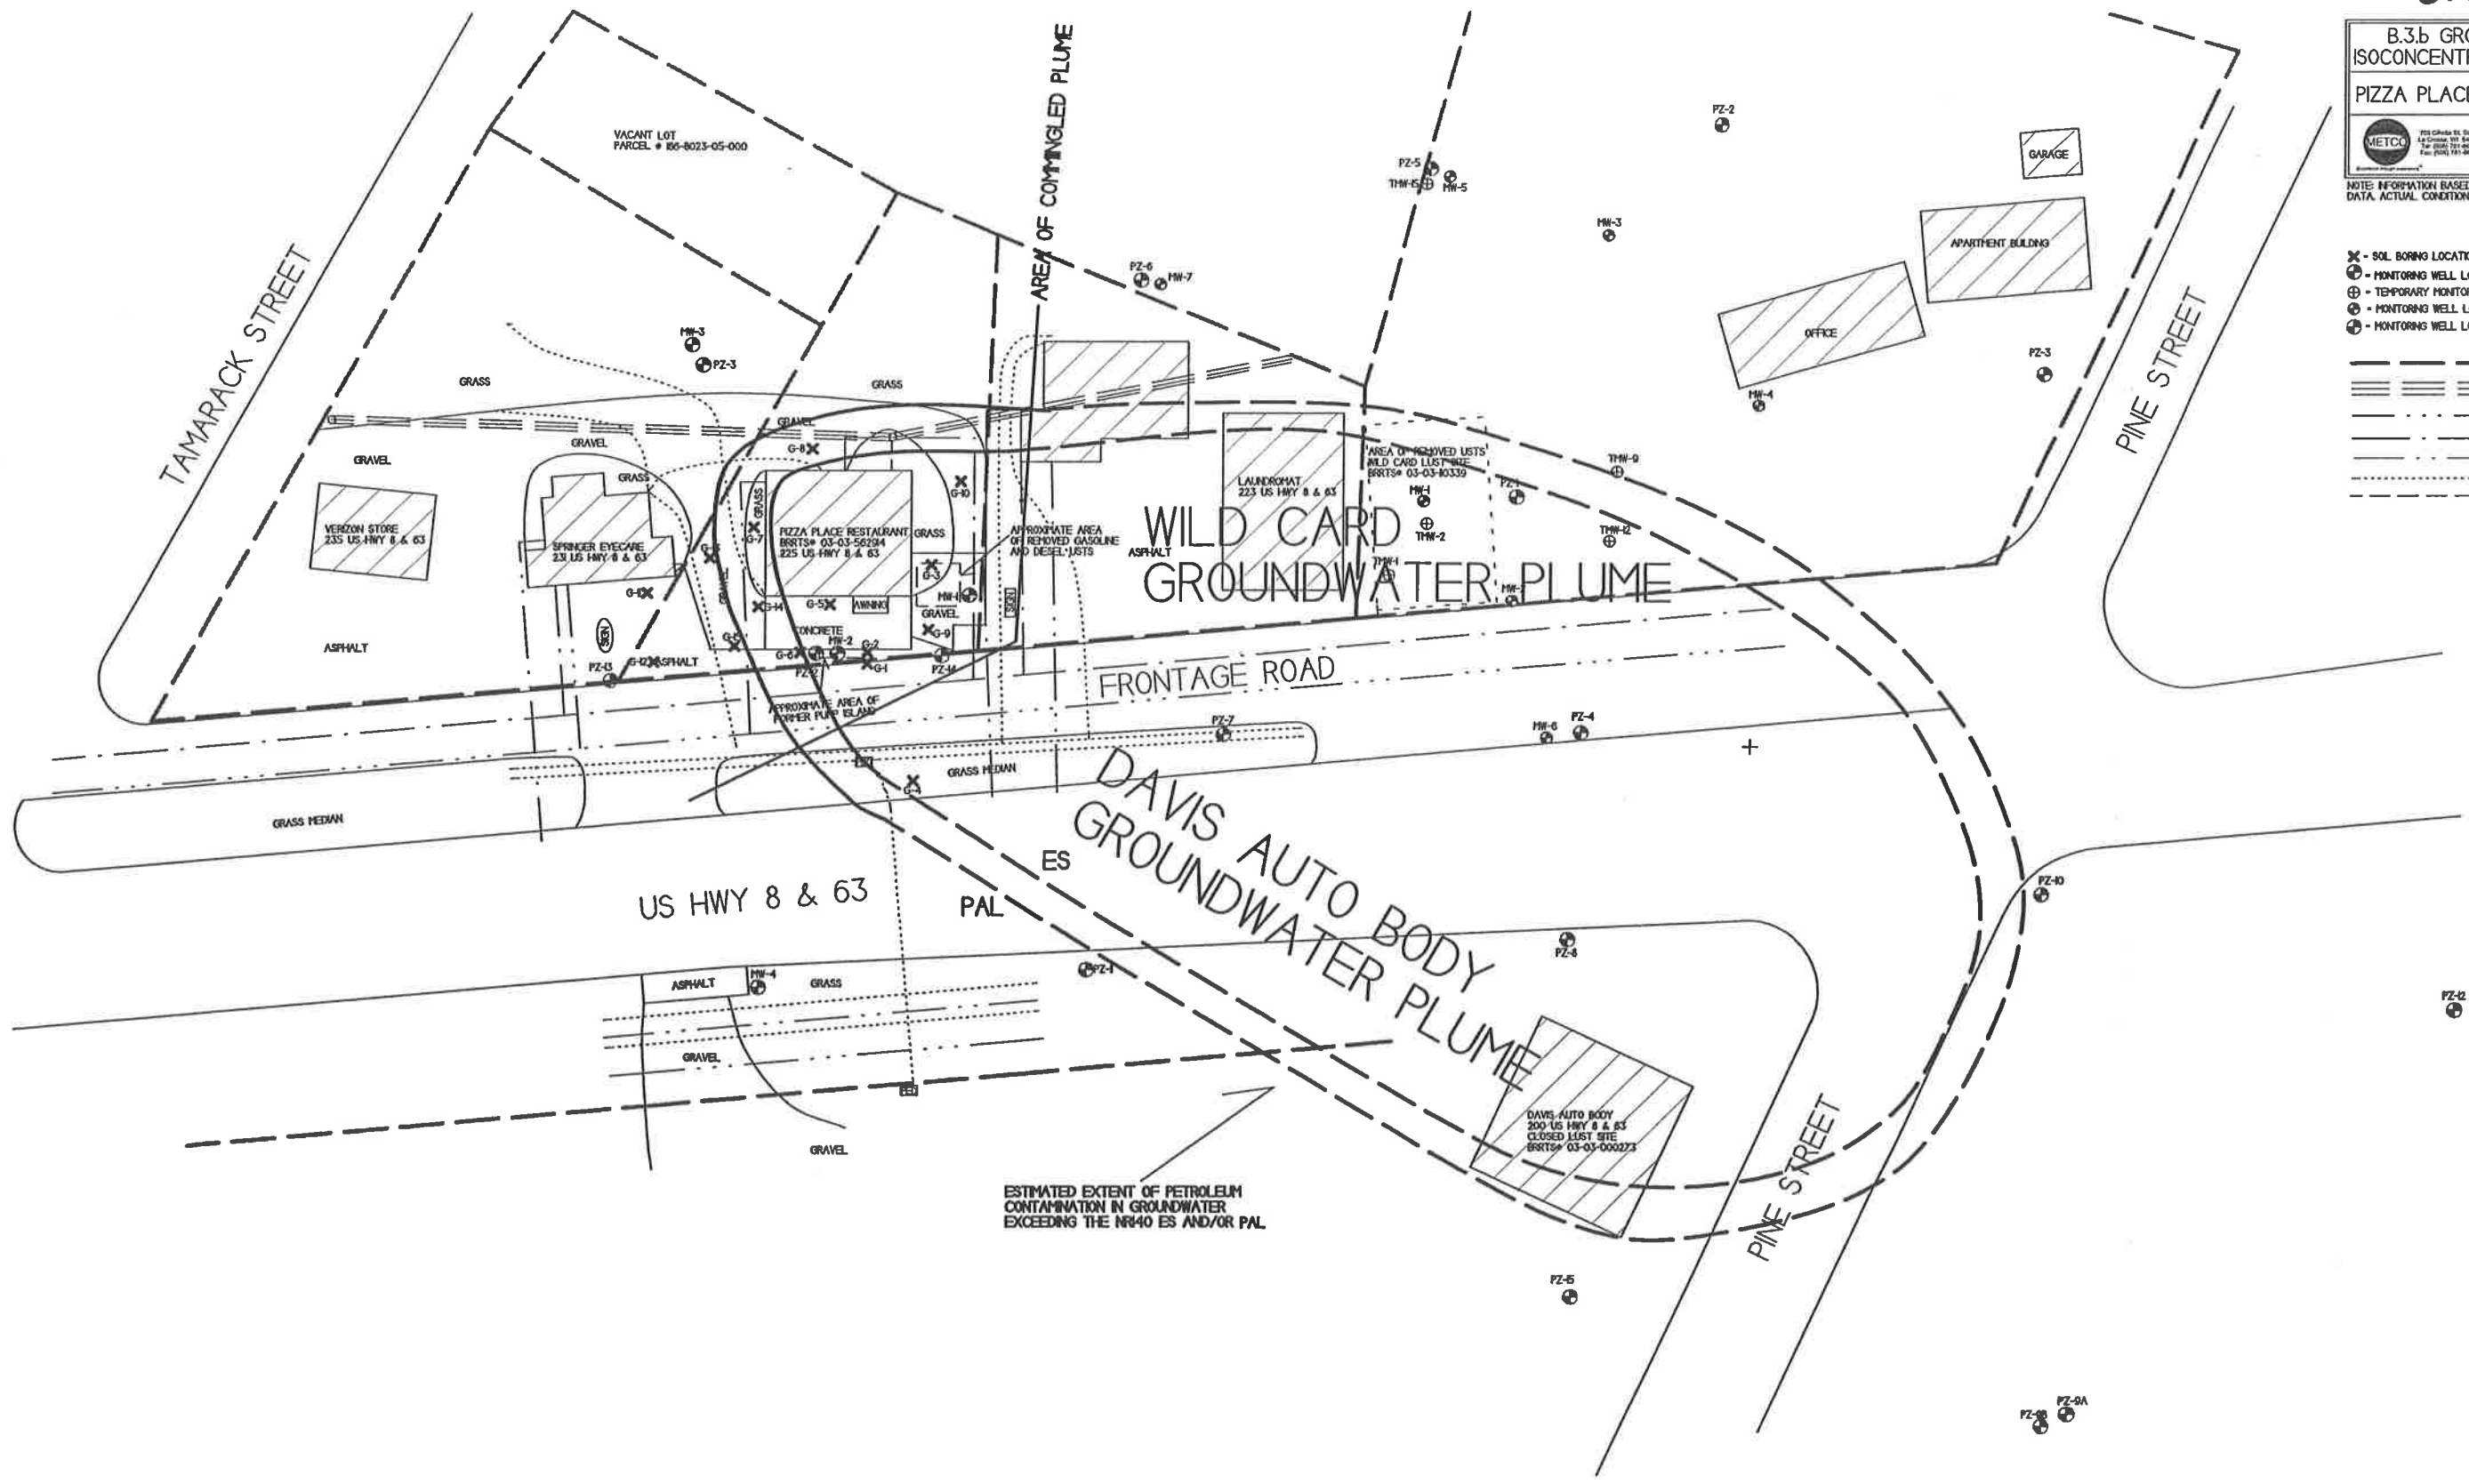 B.3.b GRO
ISOCONCENT
PIZZA PLACE
METCO
NOTE: INFORMATION BASED
DATA. ACTUAL CONDITION
- SOIL BORING LOCATIO
- MONITORING WELL L
- TEMPORARY MONITOR
- MONITORING WELL L
- MONITORING WELL L
AREA OF COMMINGLED PLUME
TAMARACK STREET
VACANT LOT
PARCEL # 186-8023-05-000
PZ-2
GARAGE
PZ-5
TMW-15
MW-5
MW-3
APARTMENT BUILDING
OFFICE
PZ-3
MW-4
PINE STREET
PZ-6
MW-7
MW-3
PZ-3
GRASS
GRASS
GRAVEL
GRAVEL
GRAVEL
GRASS
G-8
G-10
VERIZON STORE
235 US HWY 8 & 63
SPRINGER EYECARE
231 US HWY 8 & 63
GRASS
G-7
PIZZA PLACE RESTAURANT
BRRTS# 03-03-562914
225 US HWY 8 & 63
GRASS
APPROXIMATE AREA
OF REMOVED GASOLINE
AND DIESEL USTS
ASPHALT
LAUNDROMAT
223 US HWY 8 & 63
AREA OF REMOVED USTS
WILD CARD LUST SITE
BRRTS# 03-03-110339
MW-1
TMW-2
TMW-1
PZ-1
TMW-9
TMW-12
WILD CARD
GROUNDWATER PLUME
G-3
MW-1
GRAVEL
G-9
SIGN
GRAVEL
G-14
G-5
AWNING
CONCRETE
MW-2
G-2
G-1
G-6
PZ-2
PZ-14
SIGN
ASPHALT
PZ-13
G-12
ASPHALT
APPROXIMATE AREA OF
FORMER PUMP ISLAND
FRONTAGE ROAD
PZ-7
MW-6
PZ-4
GRASS MEDIAN
G-4
GRASS MEDIAN
DAVIS AUTO BODY
GROUNDWATER PLUME
ES
PAL
US HWY 8 & 63
PZ-10
PZ-8
PZ-12
ASPHALT
MW-4
GRASS
GRAVEL
GRAVEL
DAVIS AUTO BODY
200 US HWY 8 & 63
CLOSED LUST SITE
BRRTS# 03-03-000273
ESTIMATED EXTENT OF PETROLEUM
CONTAMINATION IN GROUNDWATER
EXCEEDING THE NR140 ES AND/OR PAL
PINE STREET
PZ-15
PZ-9B
PZ-9A